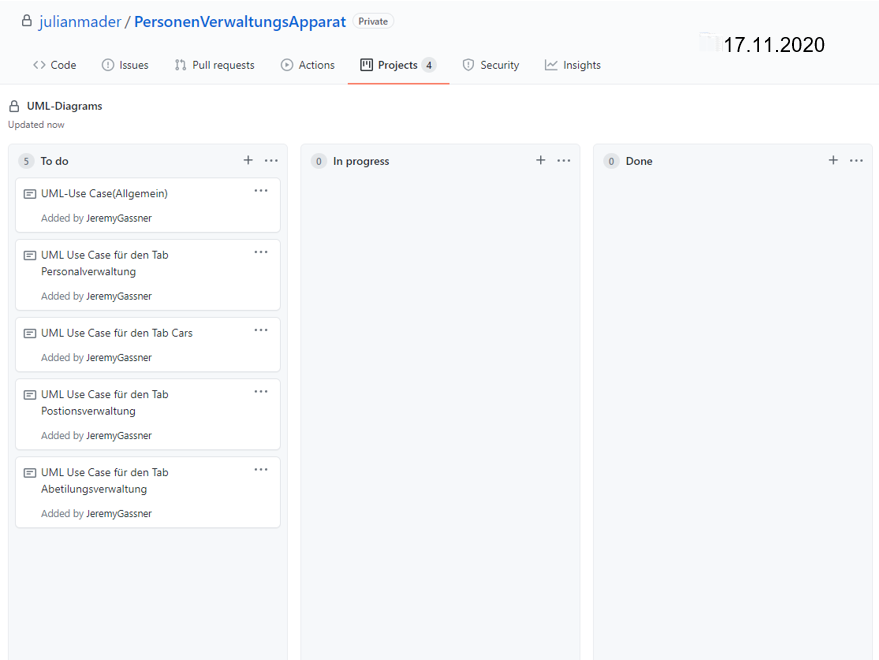 julianmader / PersonenVerwaltungsApparat Private
17.11.2020
Code Issues Pull requests Actions Projects 4 Security Insights
UML-Diagrams
Updated now
5 To do
UML-Use Case(Allgemein)
Added by JeremyGassner
UML Use Case für den Tab
Personalverwaltung
Added by JeremyGassner
UML Use Case für den Tab Cars
Added by JeremyGassner
UML Use Case für den Tab
Postionsverwaltung
Added by JeremyGassner
UML Use Case für den Tab
Abetilungsverwaltung
Added by JeremyGassner
0 In progress
0 Done